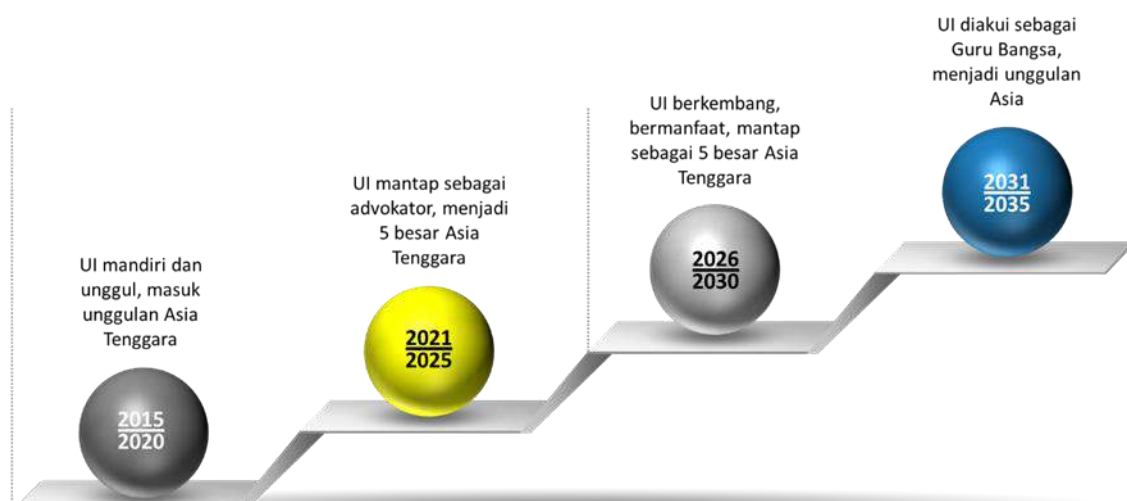 UI mandiri dan
unggul, masuk
unggulan Asia
Tenggara
2015
2020
UI mantap sebagai
advokator, menjadi
5 besar Asia
Tenggara
2021
2025
UI berkembang,
bermanfaat, mantap
sebagai 5 besar Asia
Tenggara
2026
2030
UI diakui sebagai
Guru Bangsa,
menjadi unggulan
Asia
2031
2035